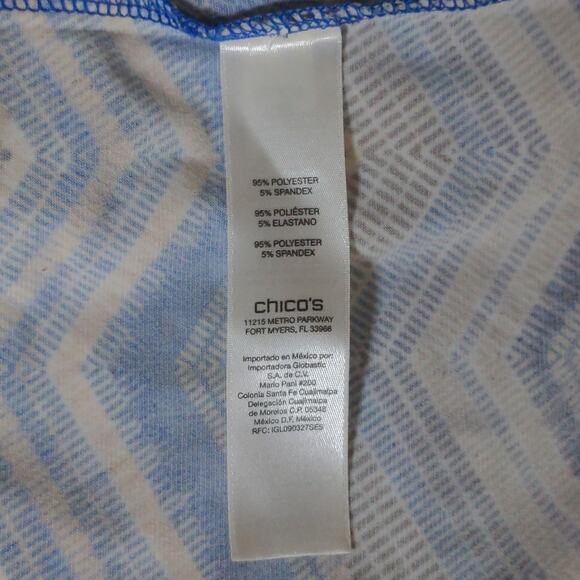 95% POLYESTER
5% SPANDEX
95% POLIÉSTER
5% ELASTANO
95% POLYESTER
5% SPANDEX
chico's
11215 METRO PARKWAY
FORT MYERS, FL 33966
Importado en México por:
Importadora Globastic
S.A. de C.V.
Mario Pani #200
Colonia Santa Fe Cuajimalpa
Delegación Cuajimalpa
de Morelos C.P. 05348
México D.F. México
RFC: IGL090327SE5